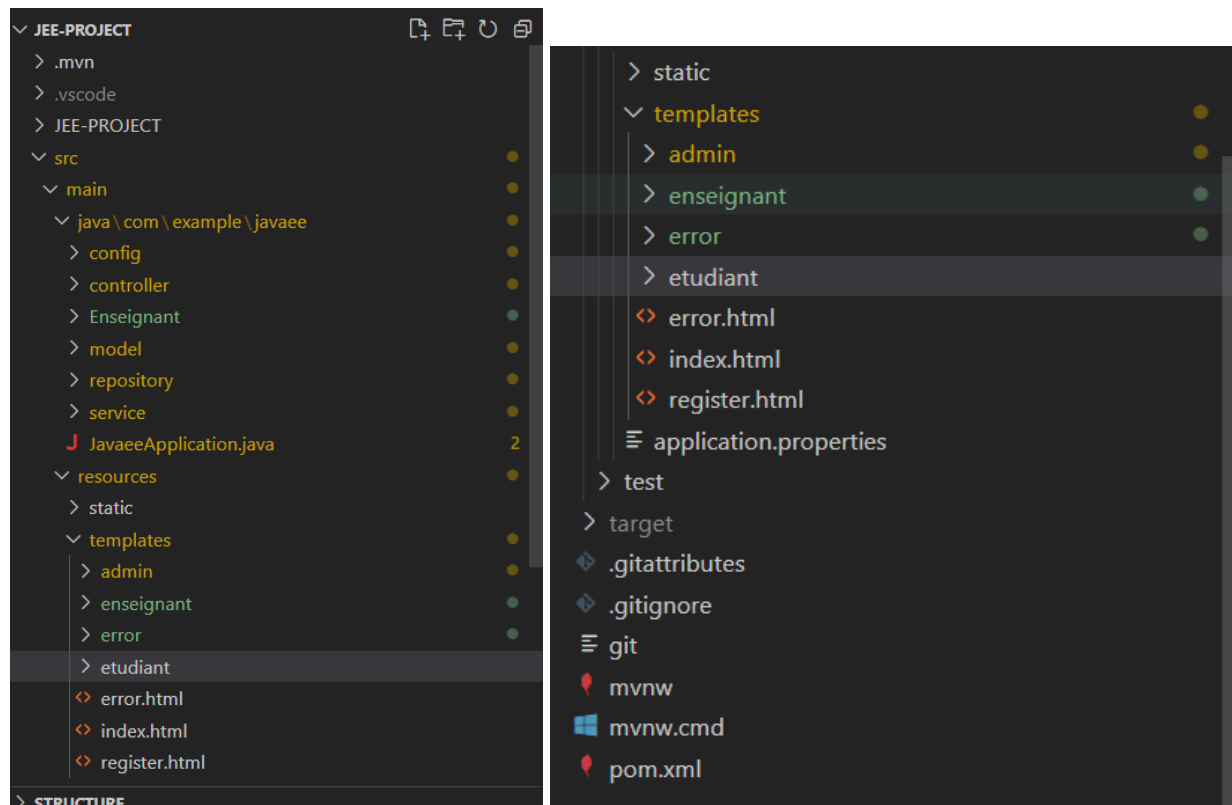 JEE-PROJECT
.mvn
.vscode
JEE-PROJECT
src
main
java\com\example\javaee
config
controller
Enseignant
model
repository
service
JavaeeApplication.java 2
resources
static
templates
admin
enseignant
error
etudiant
error.html
index.html
register.html
STRUCTURE
static
templates
admin
enseignant
error
etudiant
error.html
index.html
register.html
application.properties
test
target
.gitattributes
.gitignore
git
mvnw
mvnw.cmd
pom.xml